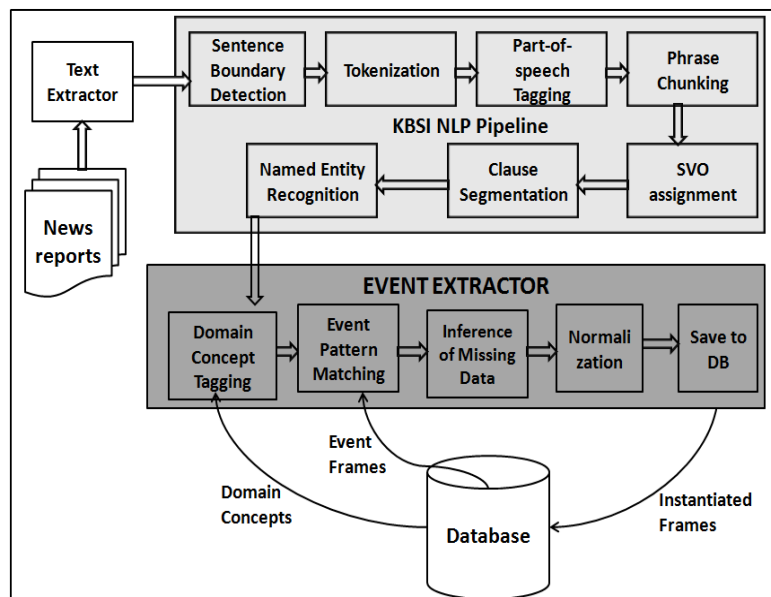 Text
Extractor
News
reports
Sentence
Boundary
Detection
Tokenization
Part-of-
speech
Tagging
Phrase
Chunking
KBSI NLP Pipeline
Named Entity
Recognition
Clause
Segmentation
SVO
assignment
EVENT EXTRACTOR
Domain
Concept
Tagging
Event
Pattern
Matching
Inference
of Missing
Data
Normali
zation
Save to
DB
Event
Frames
Domain
Concepts
Database
Instantiated
Frames